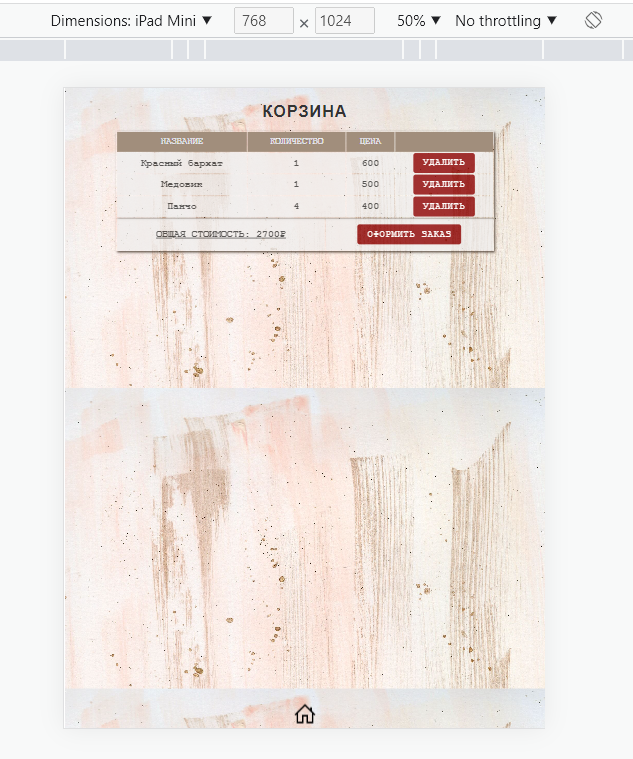 Dimensions: iPad Mini ▼ 768 × 1024 50% ▼ No throttling ▼
КОРЗИНА
НАЗВАНИЕ КОЛИЧЕСТВО ЦЕНА
Красный бархат 1 600 УДАЛИТЬ
Медовик 1 500 УДАЛИТЬ
Панчо 4 400 УДАЛИТЬ
ОБЩАЯ СТОИМОСТЬ: 2700₽ ОФОРМИТЬ ЗАКАЗ